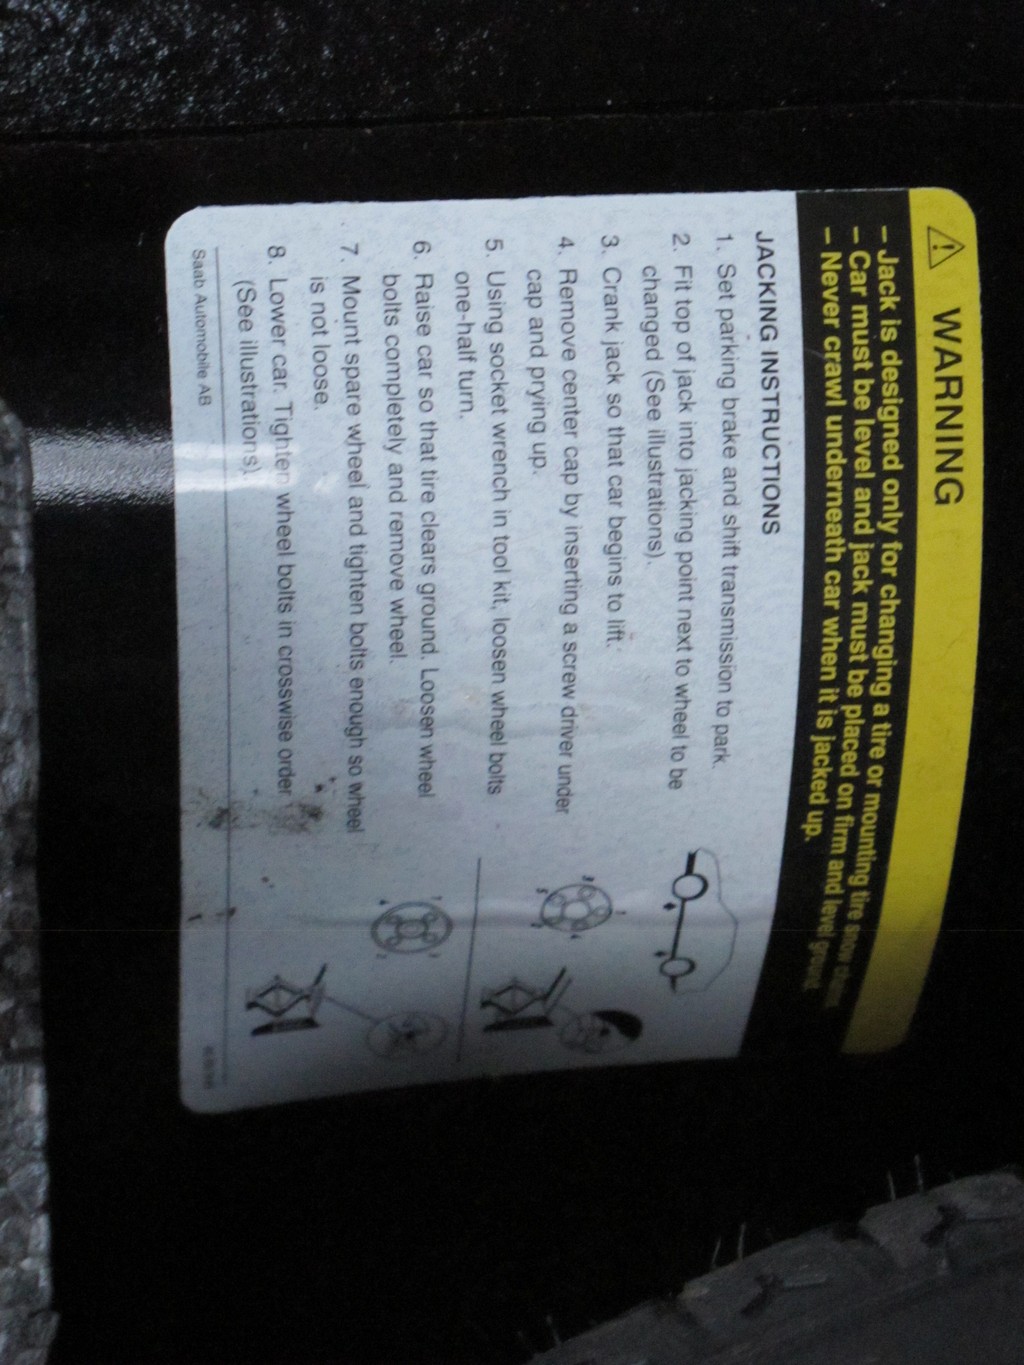 WARNING
– Jack is designed only for changing a tire or mounting tire snow chains
– Car must be level and jack must be placed on firm and level ground.
– Never crawl underneath car when it is jacked up.
JACKING INSTRUCTIONS
1. Set parking brake and shift transmission to park.
2. Fit top of jack into jacking point next to wheel to be
changed (See illustrations).
3. Crank jack so that car begins to lift.
4. Remove center cap by inserting a screw driver under
cap and prying up.
5. Using socket wrench in tool kit, loosen wheel bolts
one-half turn.
6. Raise car so that tire clears ground. Loosen wheel
bolts completely and remove wheel.
7. Mount spare wheel and tighten bolts enough so wheel
is not loose.
8. Lower car. Tighten wheel bolts in crosswise order
(See illustrations).
Saab Automobile AB